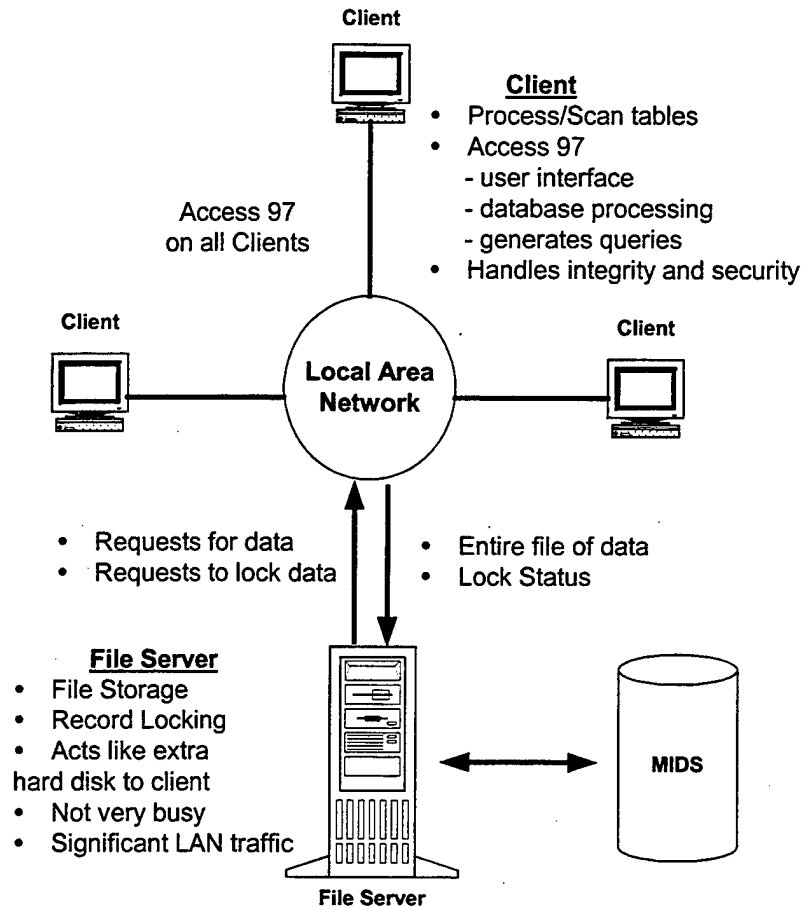 Client
Client
• Process/Scan tables
• Access 97
- user interface
- database processing
- generates queries
• Handles integrity and security
Access 97
on all Clients
Client
Client
Local Area
Network
• Requests for data
• Requests to lock data
• Entire file of data
• Lock Status
File Server
• File Storage
• Record Locking
• Acts like extra
hard disk to client
• Not very busy
• Significant LAN traffic
MIDS
File Server